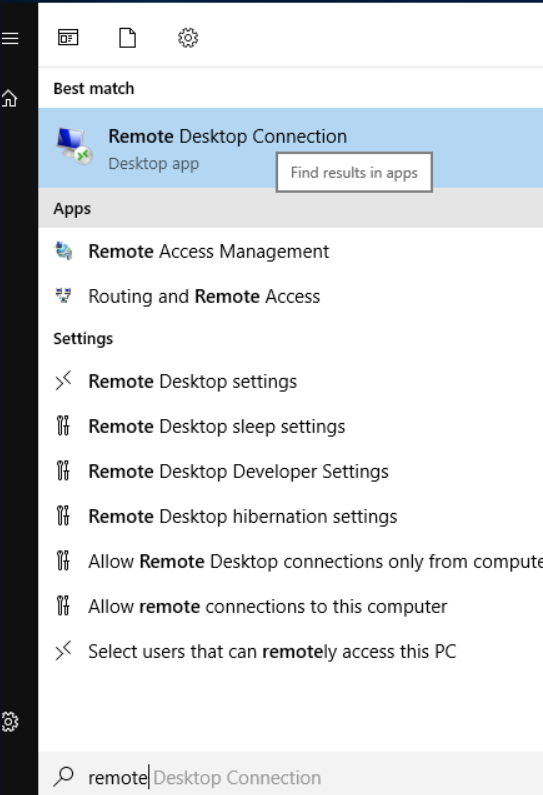 Best match
Remote Desktop Connection
Desktop app
Find results in apps
Apps
Remote Access Management
Routing and Remote Access
Settings
Remote Desktop settings
Remote Desktop sleep settings
Remote Desktop Developer Settings
Remote Desktop hibernation settings
Allow Remote Desktop connections only from compute
Allow remote connections to this computer
Select users that can remotely access this PC
remote Desktop Connection